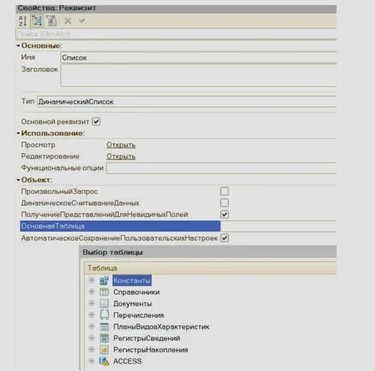 Свойства: Реквизит
Поиск (Ctrl+Alt+I)
Основные:
Имя Список
Заголовок
Тип ДинамическийСписок
Основной реквизит
Использование:
Просмотр Открыть
Редактирование Открыть
Функциональные опции
Объект:
ПроизвольныйЗапрос
ДинамическоеСчитываниеДанных
ПолучениеПредставленийДляНевидимыхПолей
ОсновнаяТаблица
АвтоматическоеСохранениеПользовательскихНастроек
Выбор таблицы
Таблица
Константы
Справочники
Документы
Перечисления
ПланыВидовХарактеристик
РегистрыСведений
РегистрыНакопления
ACCESS